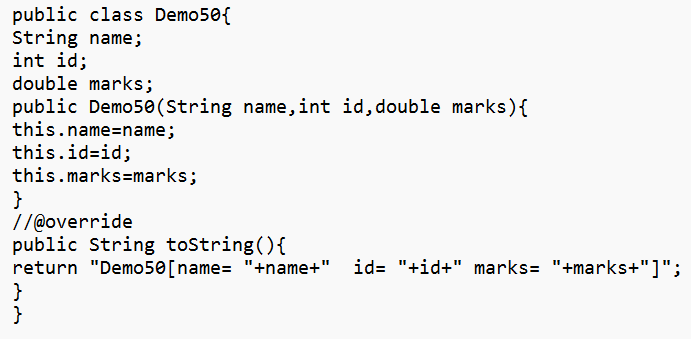 public class Demo50{
String name;
int id;
double marks;
public Demo50(String name,int id,double marks){
this.name=name;
this.id=id;
this.marks=marks;
}
//@override
public String toString(){
return "Demo50[name= "+name+"  id= "+id+" marks= "+marks+"]";
}
}